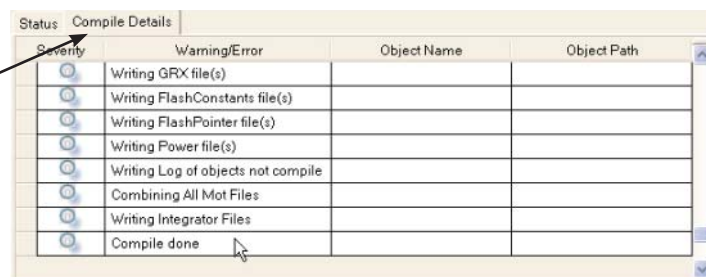 Status Compile Details
Severity Warning/Error Object Name Object Path
Writing GRX file(s)
Writing FlashConstants file(s)
Writing FlashPointer file(s)
Writing Power file(s)
Writing Log of objects not compile
Combining All Mot Files
Writing Integrator Files
Compile done